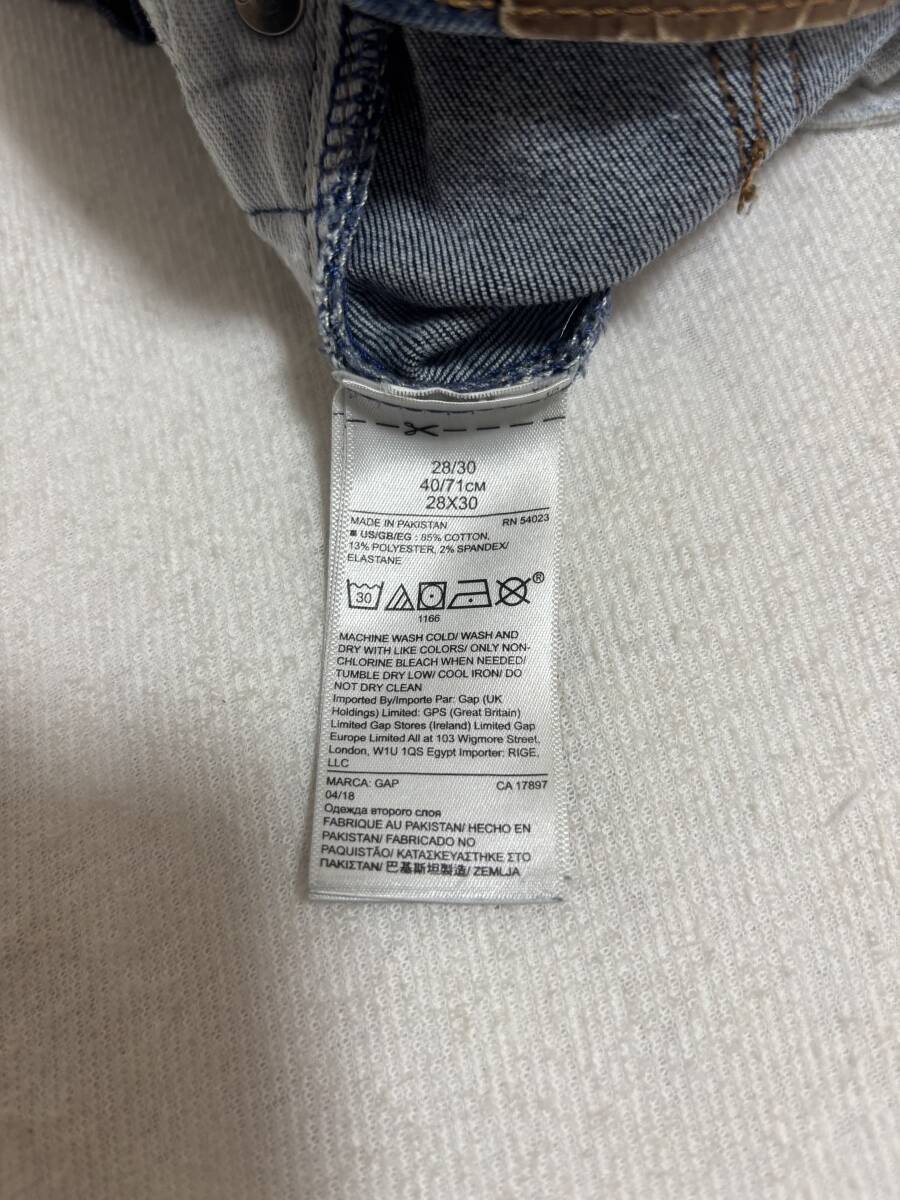 28/30
40/71CM
28X30
MADE IN PAKISTAN RN 54023
■ US/GB/EG : 85% COTTON,
13% POLYESTER, 2% SPANDEX/
ELASTANE
30
®
1166
MACHINE WASH COLD/ WASH AND
DRY WITH LIKE COLORS/ ONLY NON-
CHLORINE BLEACH WHEN NEEDED/
TUMBLE DRY LOW/ COOL IRON/ DO
NOT DRY CLEAN
Imported By/Importe Par: Gap (UK
Holdings) Limited: GPS (Great Britain)
Limited Gap Stores (Ireland) Limited Gap
Europe Limited All at 103 Wigmore Street,
London, W1U 1QS Egypt Importer: RIGE,
LLC
MARCA: GAP CA 17897
04/18
Одежда второго слоя
FABRIQUE AU PAKISTAN/ HECHO EN
PAKISTAN/ FABRICADO NO
PAQUISTÃO/ ΚΑΤΑΣΚΕΥΑΣΤΗΚΕ ΣΤΟ
ΠΑΚΙΣΤΑΝ/ 巴基斯坦製造/ ZEMLJA